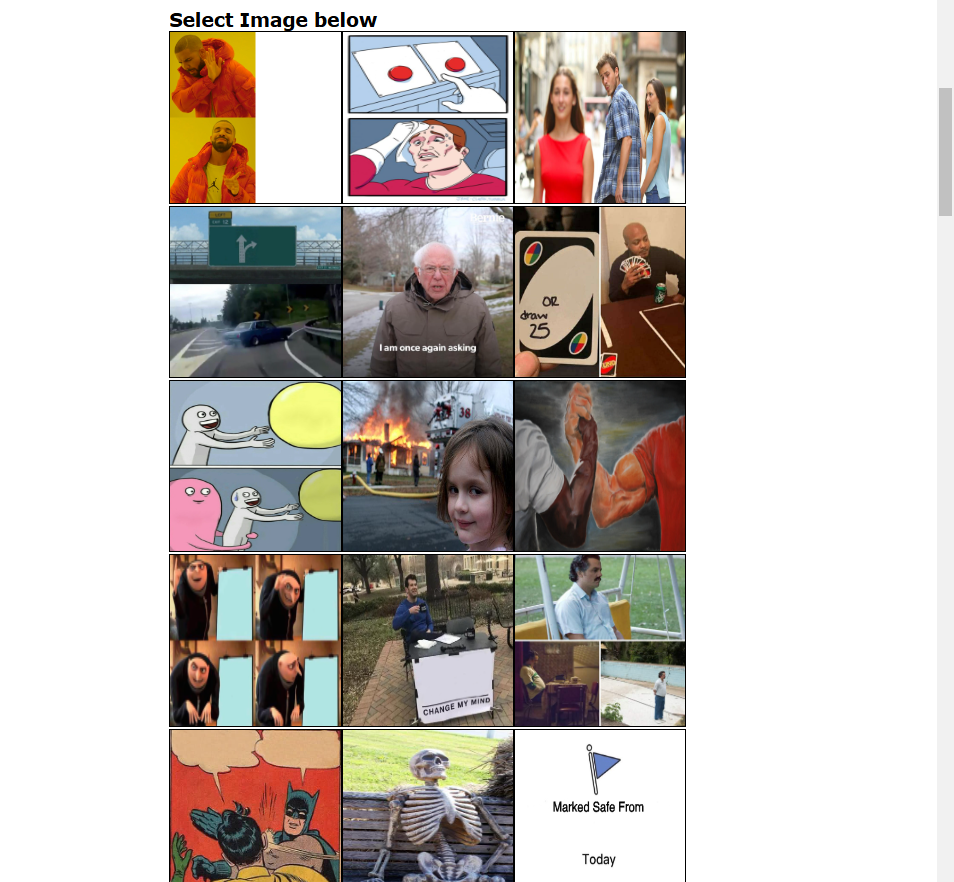 Select Image below
Bernie
I am once again asking
OR
draw
25
38
CHANGE MY MIND
Marked Safe From
Today